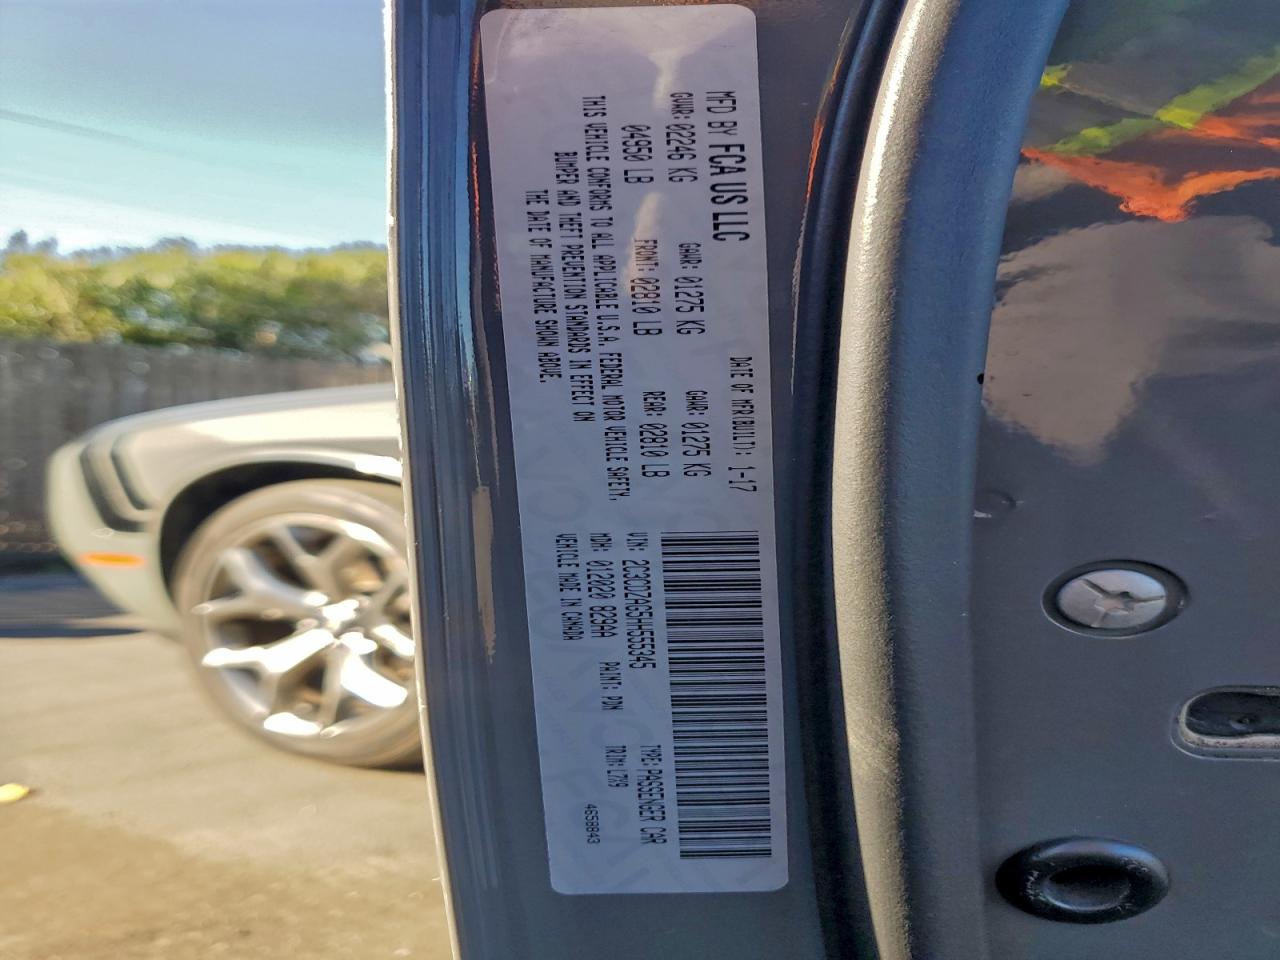 MFD BY FCA US LLC
DATE OF MFR(BUILT): 1-17
GVWR: 02246 KG
GAWR: 01275 KG
GAWR: 01275 KG
04950 LB
FRONT: 02810 LB
REAR: 02810 LB
THIS VEHICLE CONFORMS TO ALL APPLICABLE U.S.A. FEDERAL MOTOR VEHICLE SAFETY,
BUMPER AND THEFT PREVENTION STANDARDS IN EFFECT ON
THE DATE OF MANUFACTURE SHOWN ABOVE.
VIN: 2C3CDZAG5HH555345
TYPE: PASSENGER CAR
MDH: 012020 829AA
PAINT: PDN
TRIM: L7X9
VEHICLE MADE IN CANADA
4658843